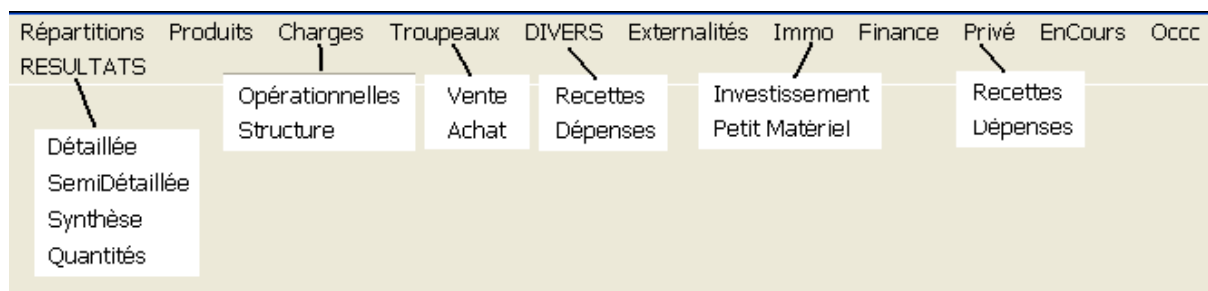 Répartitions Produits Charges Troupeaux DIVERS Externalités Immo Finance Privé EnCours Occc
RESULTATS
Opérationnelles Vente Recettes Investissement Recettes
Structure Achat Dépenses Petit Matériel Dépenses
Détaillée
SemiDétaillée
Synthèse
Quantités